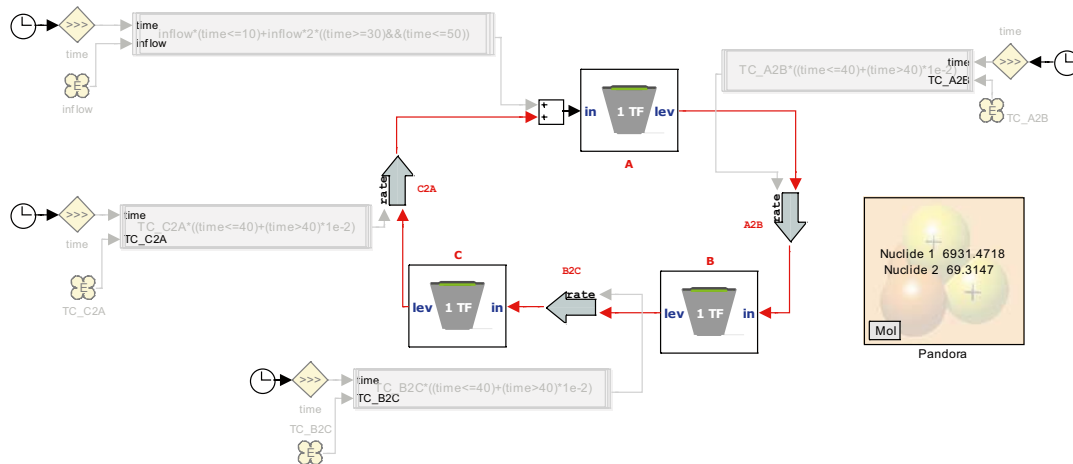 >>>
time
inflow
inflow*(time<=10)+inflow*2*((time>=30)&&(time<=50))
time
E
inflow
+
+
in
1 TF
lev
A
TC_A2B*((time<=40)+(time>40)*1e-2)
time
TC_A2B
time
>>>
E
TC_A2B
rate
C2A
>>>
time
TC_C2A
TC_C2A*((time<=40)+(time>40)*1e-2)
time
E
TC_C2A
rate
A2B
C
lev
1 TF
in
B2C
rate
B
lev
1 TF
in
Nuclide 1 6931.4718
Nuclide 2 69.3147
Mol
Pandora
>>>
time
TC_B2C
TC_B2C*((time<=40)+(time>40)*1e-2)
time
TC_B2C
E